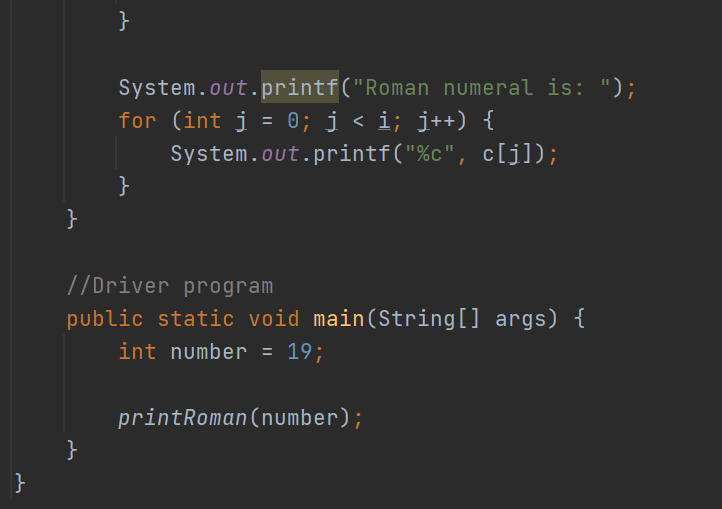 }
System.out.printf("Roman numeral is: ");
for (int j = 0; j < i; j++) {
System.out.printf("%c", c[j]);
}
}
//Driver program
public static void main(String[] args) {
int number = 19;
printRoman(number);
}
}